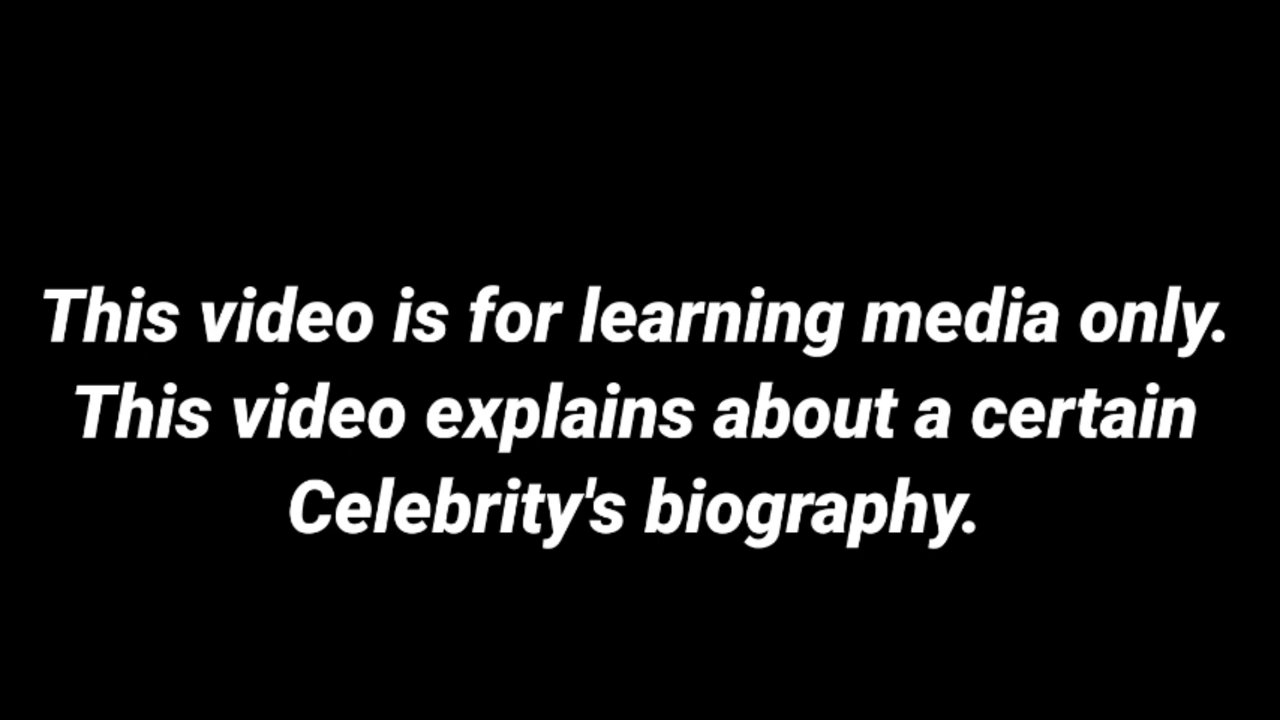 This video is for learning media only.
This video explains about a certain
Celebrity's biography.